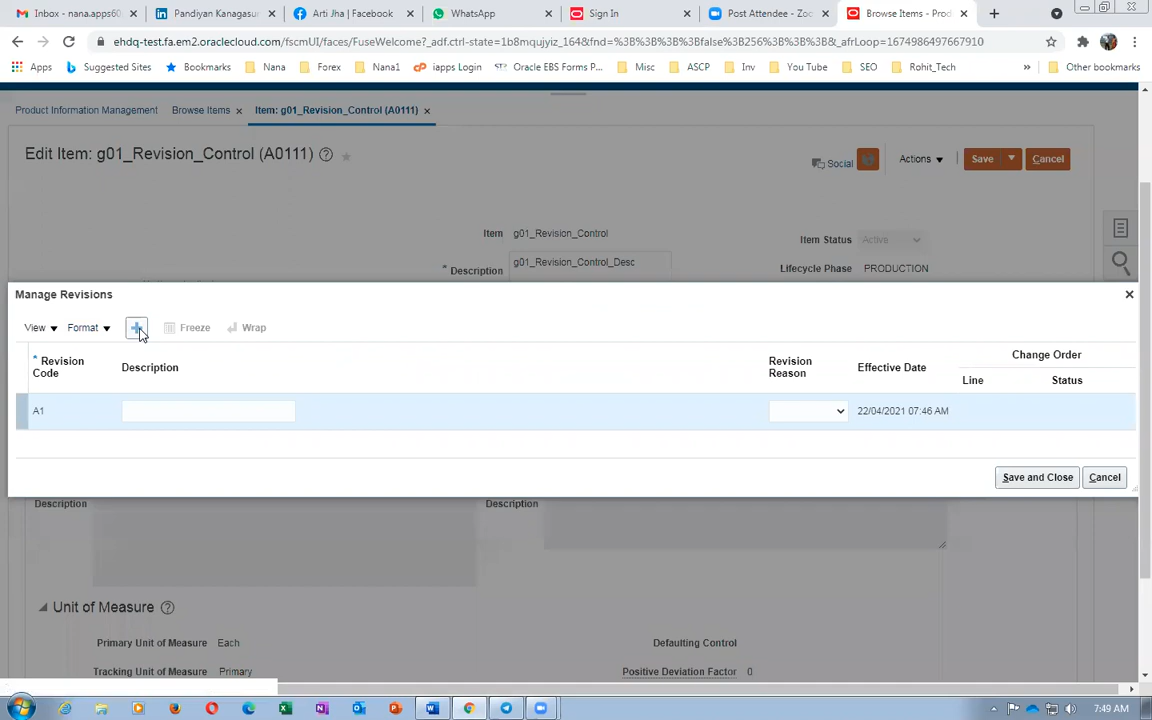 Inbox - nana.apps60
Pandiyan Kanagasur
Arti Jha | Facebook
WhatsApp
Sign In
Post Attendee - Zoo
Browse Items - Prod
ehdq-test.fa.em2.oraclecloud.com/fscmUI/faces/FuseWelcome?_adf.ctrl-state=1b8mqujyiz_164&fnd=%3B%3B%3B%3Bfalse%3B256%3B%3B%3B&_afrLoop=1674986497667910
Apps
Suggested Sites
Bookmarks
Nana
Forex
Nana1
iapps Login
Oracle EBS Forms P...
Misc
ASCP
Inv
You Tube
SEO
Rohit_Tech
»
Other bookmarks
Product Information Management
Browse Items
Item: g01_Revision_Control (A0111)
Edit Item: g01_Revision_Control (A0111)
Social
Actions
Save
Cancel
Item g01_Revision_Control
Item Status Active
* Description g01_Revision_Control_Desc
Lifecycle Phase PRODUCTION
Manage Revisions
View
Format
Freeze
Wrap
* Revision Code
Description
Revision Reason
Effective Date
Change Order
Line
Status
A1
22/04/2021 07:46 AM
Save and Close
Cancel
Description
Description
Unit of Measure
Primary Unit of Measure Each
Defaulting Control
Tracking Unit of Measure Primary
Positive Deviation Factor 0
7:49 AM